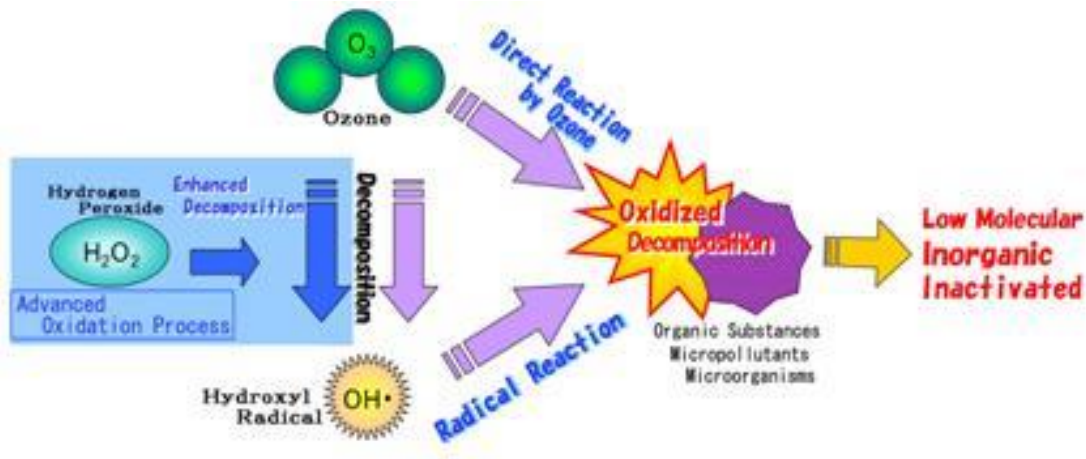 O3
Ozone
Direct Reaction
by Ozone
Hydrogen
Peroxide
H2O2
Enhanced
Decomposition
Decomposition
Advanced
Oxidation Process
Hydroxyl
Radical
OH•
Radical Reaction
Oxidized
Decomposition
Organic Substances
Micropollutants
Microorganisms
Low Molecular
Inorganic
Inactivated